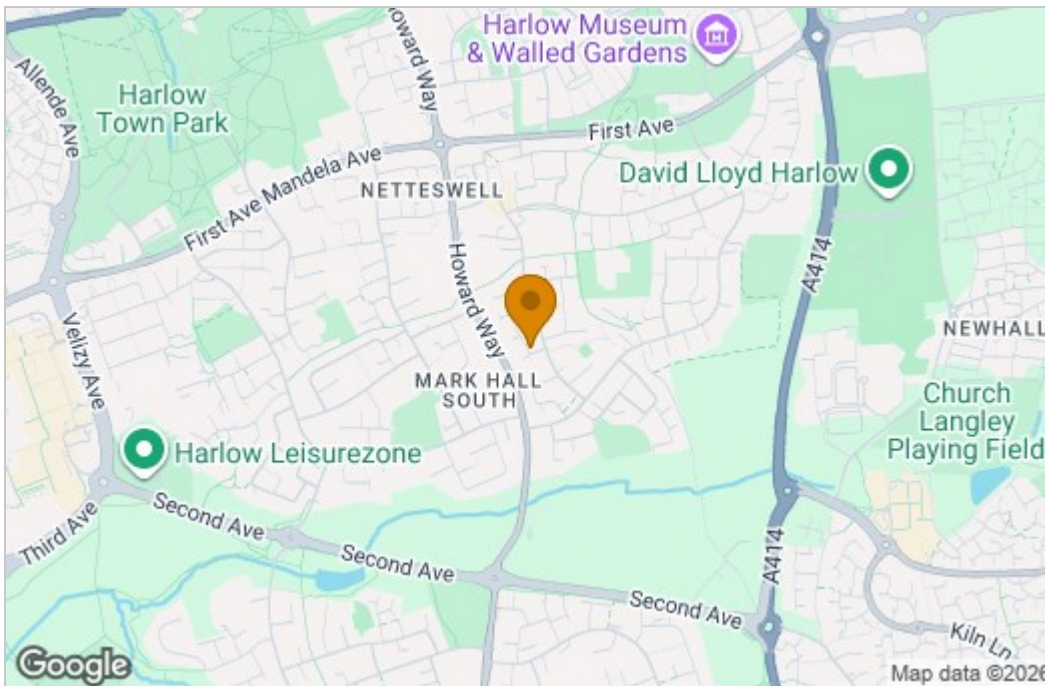 Harlow Museum
& Walled Gardens
Howard Way
Allende Ave
Harlow
Town Park
First Ave
First Ave Mandela Ave
David Lloyd Harlow
NETTESWELL
A414
Howard Way
NEWHALL
Velizy Ave
MARK HALL
SOUTH
Church
Langley
Playing Field
Harlow Leisurezone
Third Ave
Second Ave
Second Ave
Second Ave
A414
Kiln Ln
Google
Map data ©2026